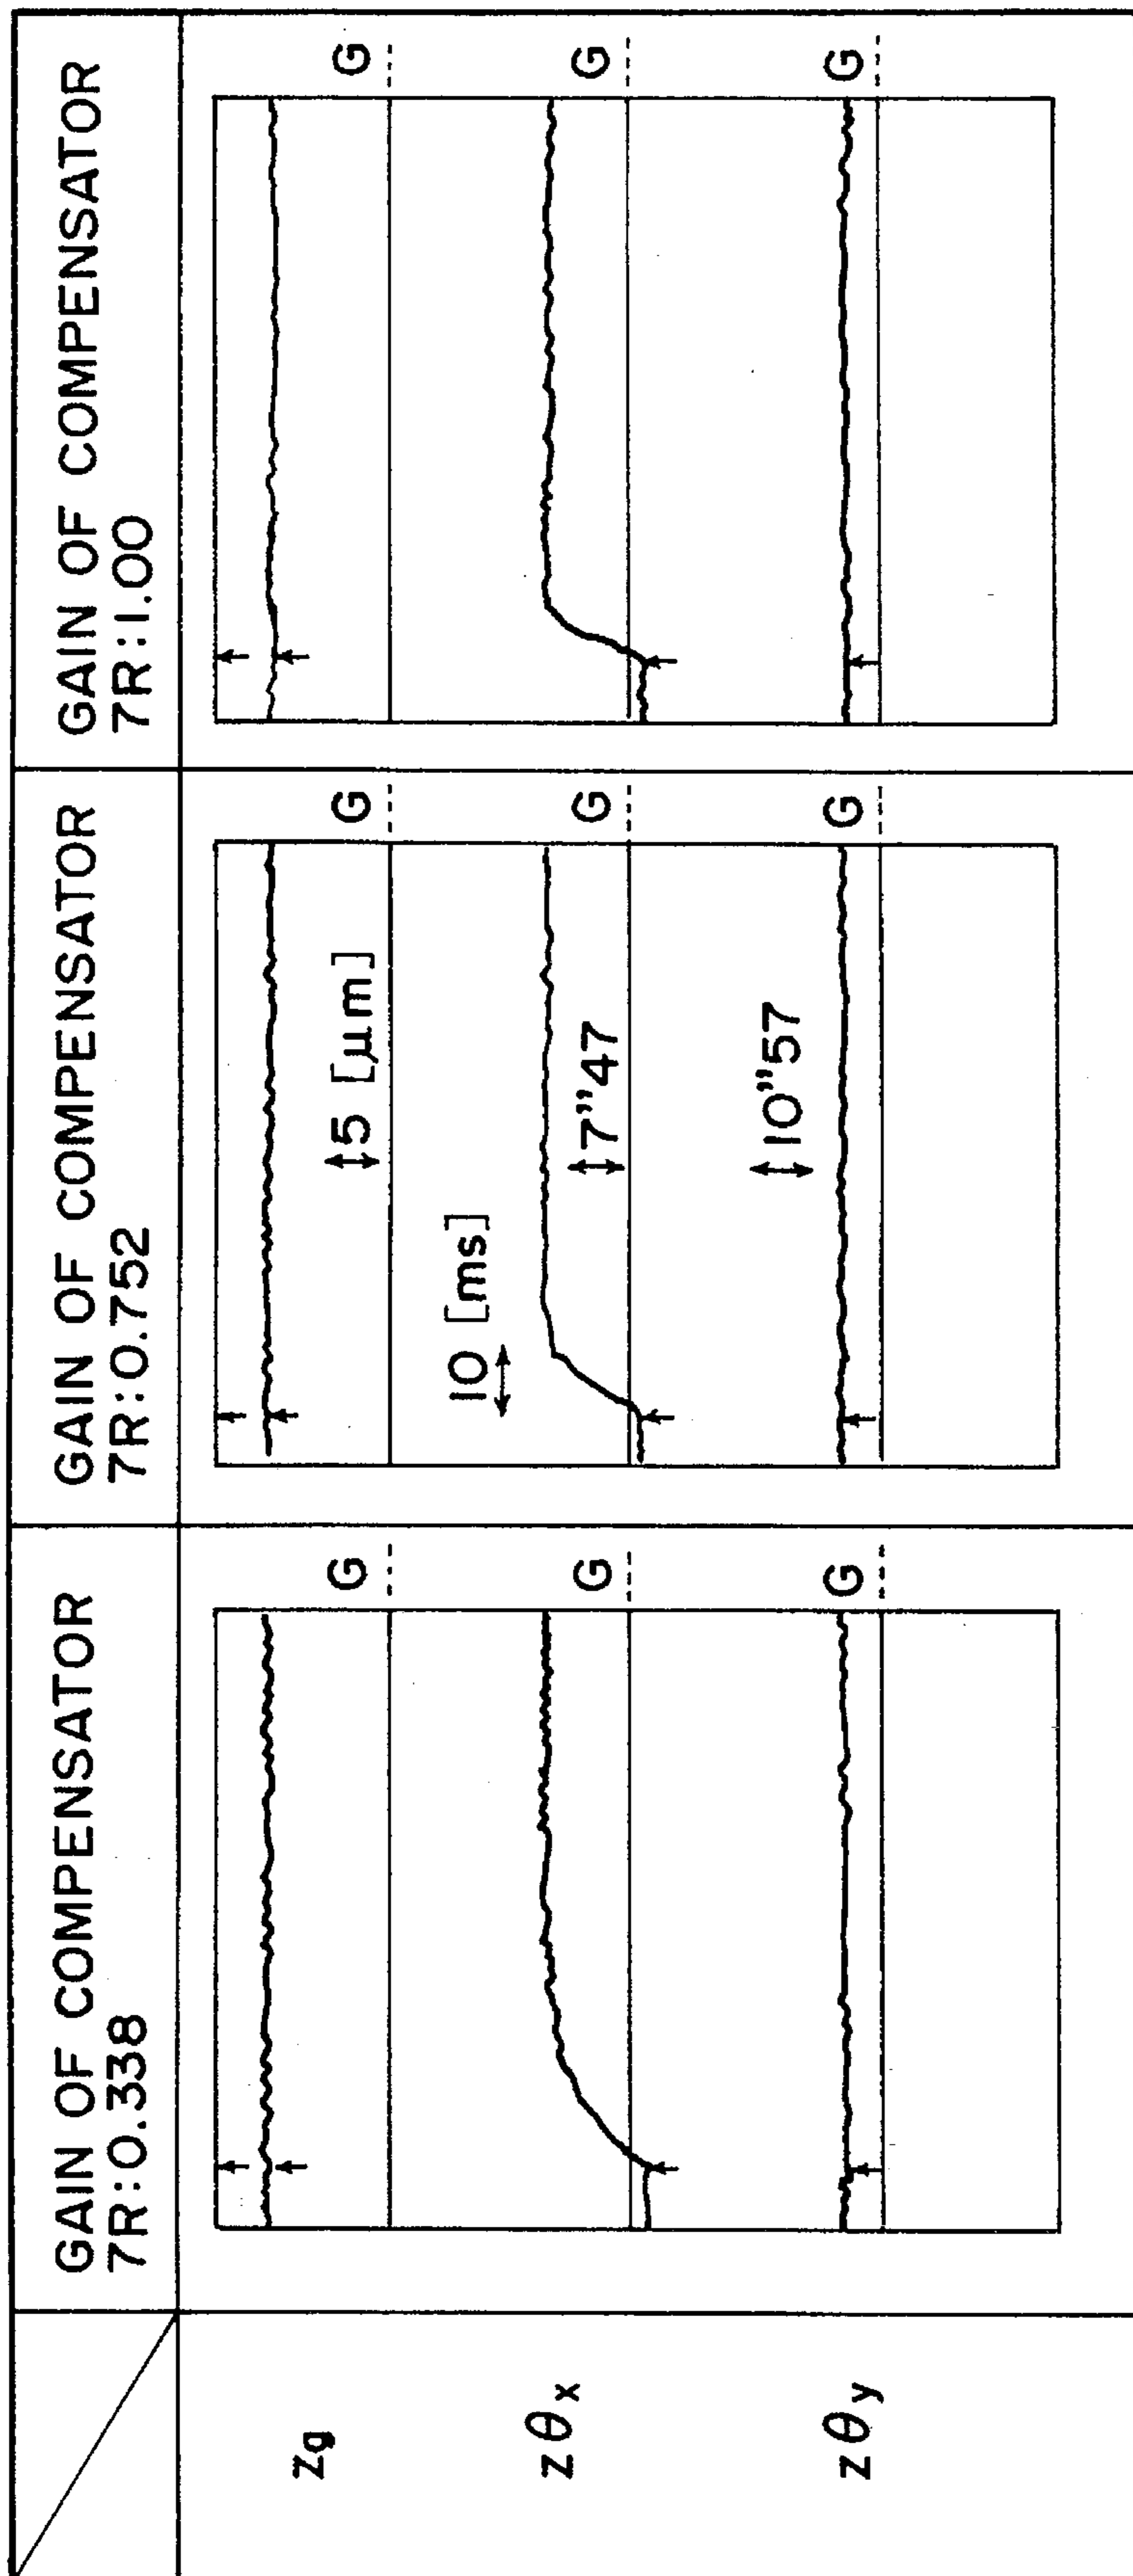 GAIN OF COMPENSATOR
7R:0.338
GAIN OF COMPENSATOR
7R:0.752
GAIN OF COMPENSATOR
7R:1.00
zg
G
5 [μm]
G
G
10 [ms]
zθx
G
7"47
G
G
zθy
G
10"57
G
G